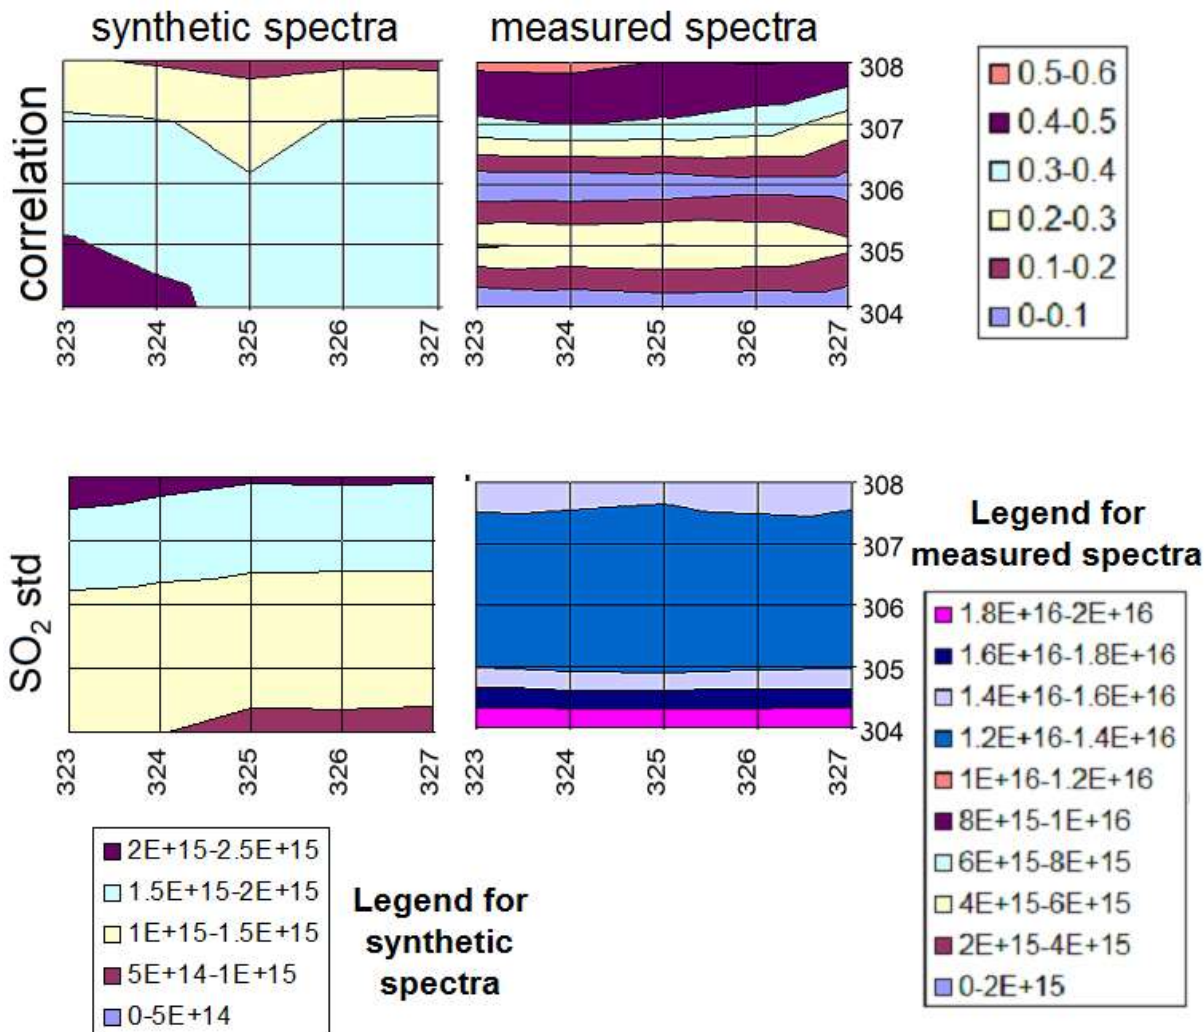 synthetic spectra
measured spectra
correlation
323
324
325
326
327
323
324
325
326
327
308
307
306
305
304
0.5-0.6
0.4-0.5
0.3-0.4
0.2-0.3
0.1-0.2
0-0.1
SO₂ std
323
324
325
326
327
323
324
325
326
327
308
307
306
305
304
Legend for
measured spectra
1.8E+16-2E+16
1.6E+16-1.8E+16
1.4E+16-1.6E+16
1.2E+16-1.4E+16
1E+16-1.2E+16
8E+15-1E+16
6E+15-8E+15
4E+15-6E+15
2E+15-4E+15
0-2E+15
2E+15-2.5E+15
1.5E+15-2E+15
1E+15-1.5E+15
5E+14-1E+15
0-5E+14
Legend for
synthetic
spectra